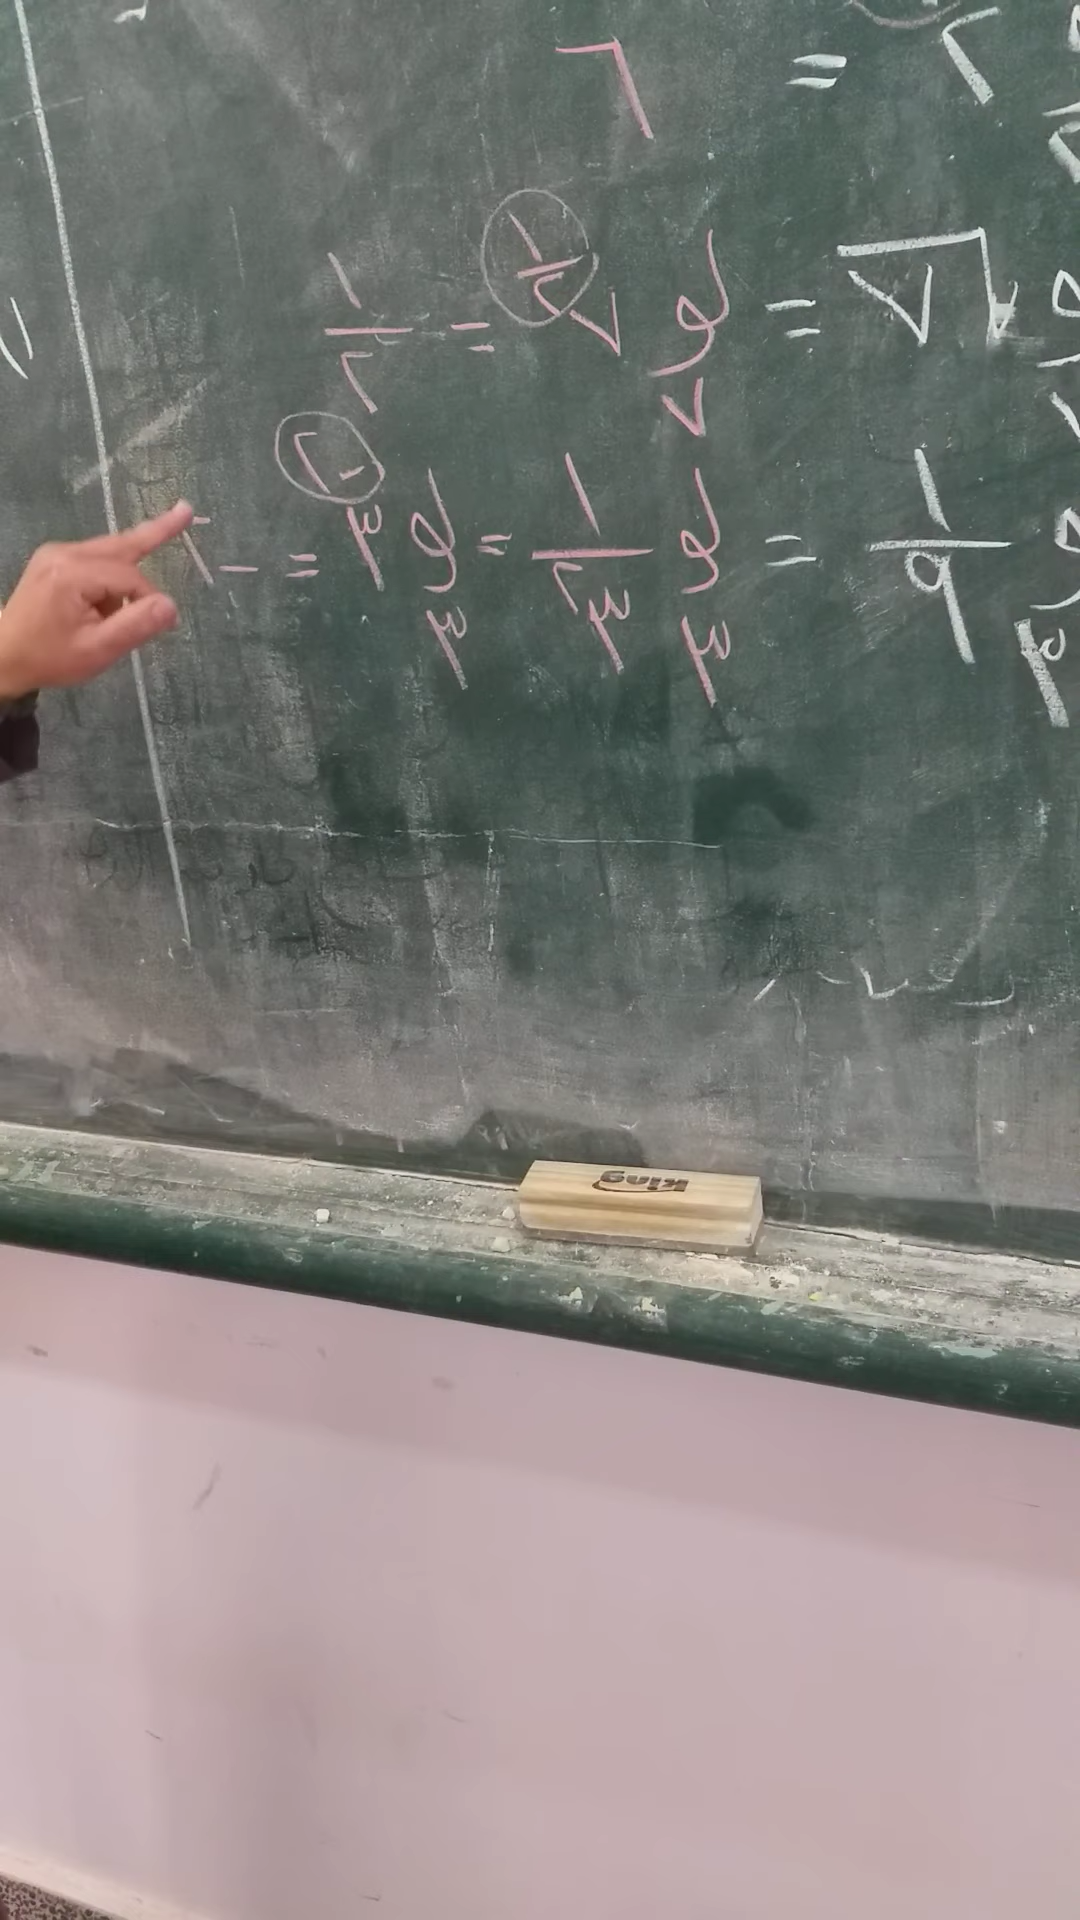 ٢ = ٦
لو٧ √٧ = لو٧ ٧^(١/٢) = ١/٢
لو٣ ١/٩ = لو٣ ١/٣^٢ = لو٣ ٣^(-٢) = -٢
king